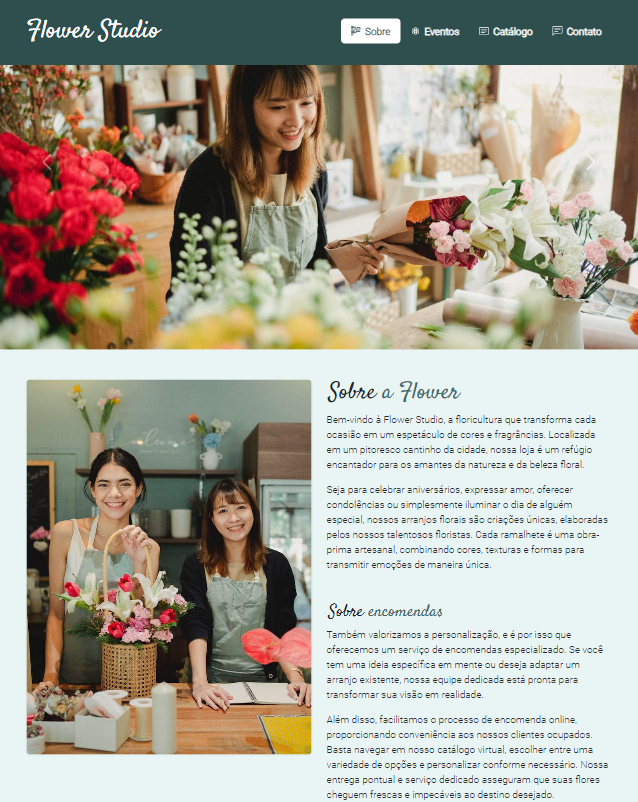 Flower Studio
Sobre Eventos Catálogo Contato
Sobre a Flower
Bem-vindo à Flower Studio, a floricultura que transforma cada
ocasião em um espetáculo de cores e fragrâncias. Localizada
em um pitoresco cantinho da cidade, nossa loja é um refúgio
encantador para os amantes da natureza e da beleza floral.
Seja para celebrar aniversários, expressar amor, oferecer
condolências ou simplesmente iluminar o dia de alguém
especial, nossos arranjos florais são criações únicas, elaboradas
pelos nossos talentosos floristas. Cada ramalhete é uma obra-
prima artesanal, combinando cores, texturas e formas para
transmitir emoções de maneira única.
Sobre encomendas
Também valorizamos a personalização, e é por isso que
oferecemos um serviço de encomendas especializado. Se você
tem uma ideia específica em mente ou deseja adaptar um
arranjo existente, nossa equipe dedicada está pronta para
transformar sua visão em realidade.
Além disso, facilitamos o processo de encomenda online,
proporcionando conveniência aos nossos clientes ocupados.
Basta navegar em nosso catálogo virtual, escolher entre uma
variedade de opções e personalizar conforme necessário. Nossa
entrega pontual e serviço dedicado asseguram que suas flores
cheguem frescas e impecáveis ao destino desejado.